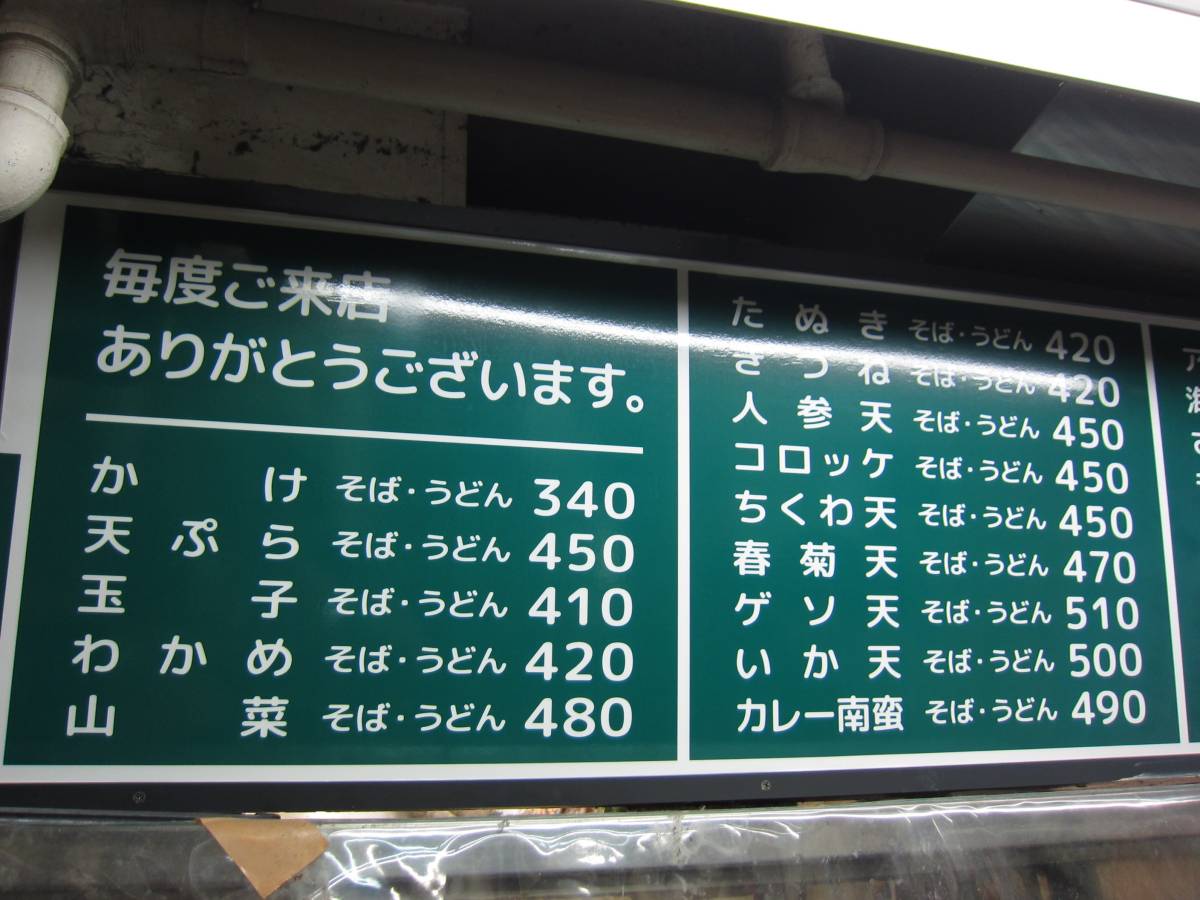 毎度ご来店
ありがとうございます。
かけ そば・うどん 340
天ぷら そば・うどん 450
玉子 そば・うどん 410
わかめ そば・うどん 420
山菜 そば・うどん 480
たぬき そば・うどん 420
きつね そば・うどん 420
人参天 そば・うどん 450
コロッケ そば・うどん 450
ちくわ天 そば・うどん 450
春菊天 そば・うどん 470
ゲソ天 そば・うどん 510
いか天 そば・うどん 500
カレー南蛮 そば・うどん 490